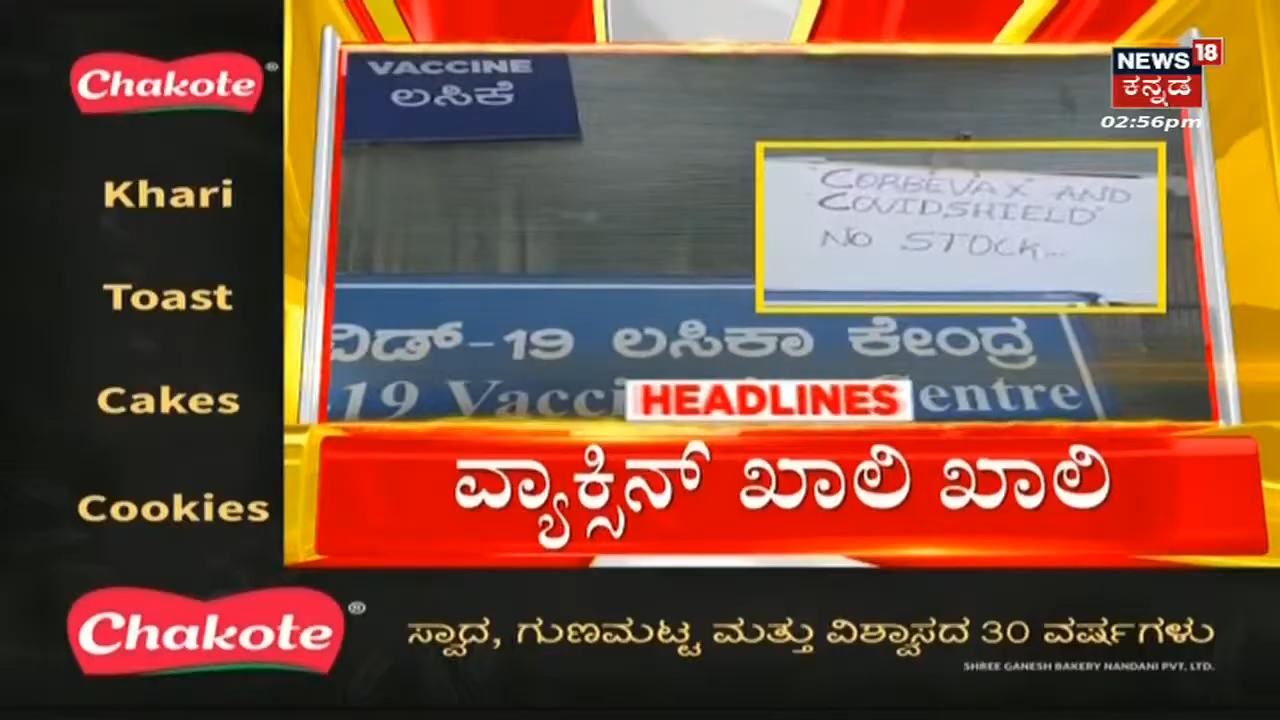 Chakote®
Khari
Toast
Cakes
Cookies
VACCINE
ಲಸಿಕೆ
NEWS 18
ಕನ್ನಡ
02:56pm
"CORBEVAX AND
"COVIDSHIELD"
NO STOCK...
ವಿಡ್-19 ಲಸಿಕಾ ಕೇಂದ್ರ
19 Vacci
entre
HEADLINES
ವ್ಯಾಕ್ಸಿನ್ ಖಾಲಿ ಖಾಲಿ
Chakote®
ಸ್ವಾದ, ಗುಣಮಟ್ಟ ಮತ್ತು ವಿಶ್ವಾಸದ 30 ವರ್ಷಗಳು
SHREE GANESH BAKERY NANDANI PVT. LTD.